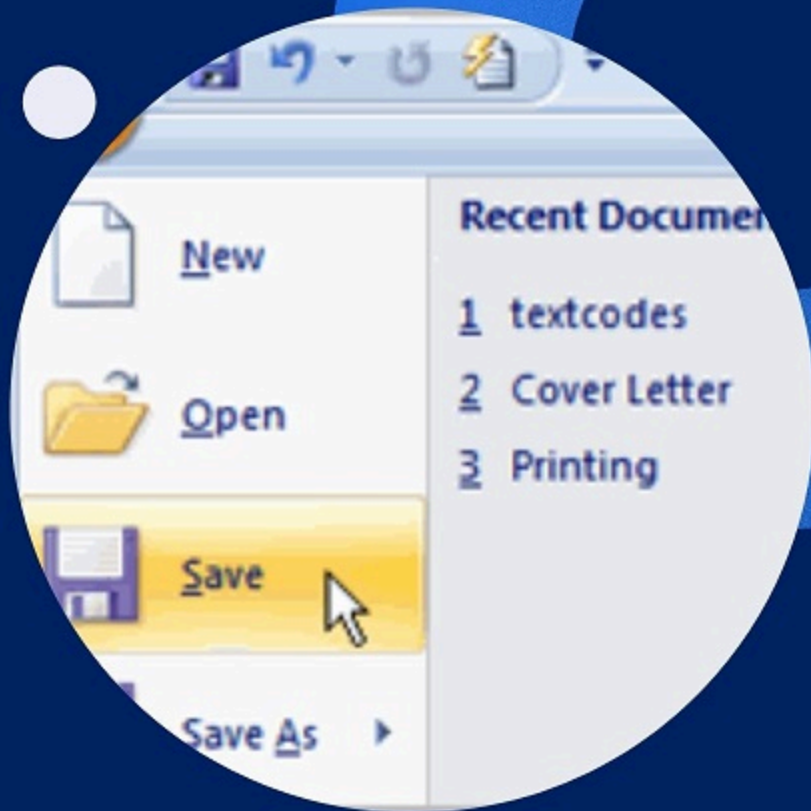 New
Open
Save
Save As
Recent Documen
1 textcodes
2 Cover Letter
3 Printing